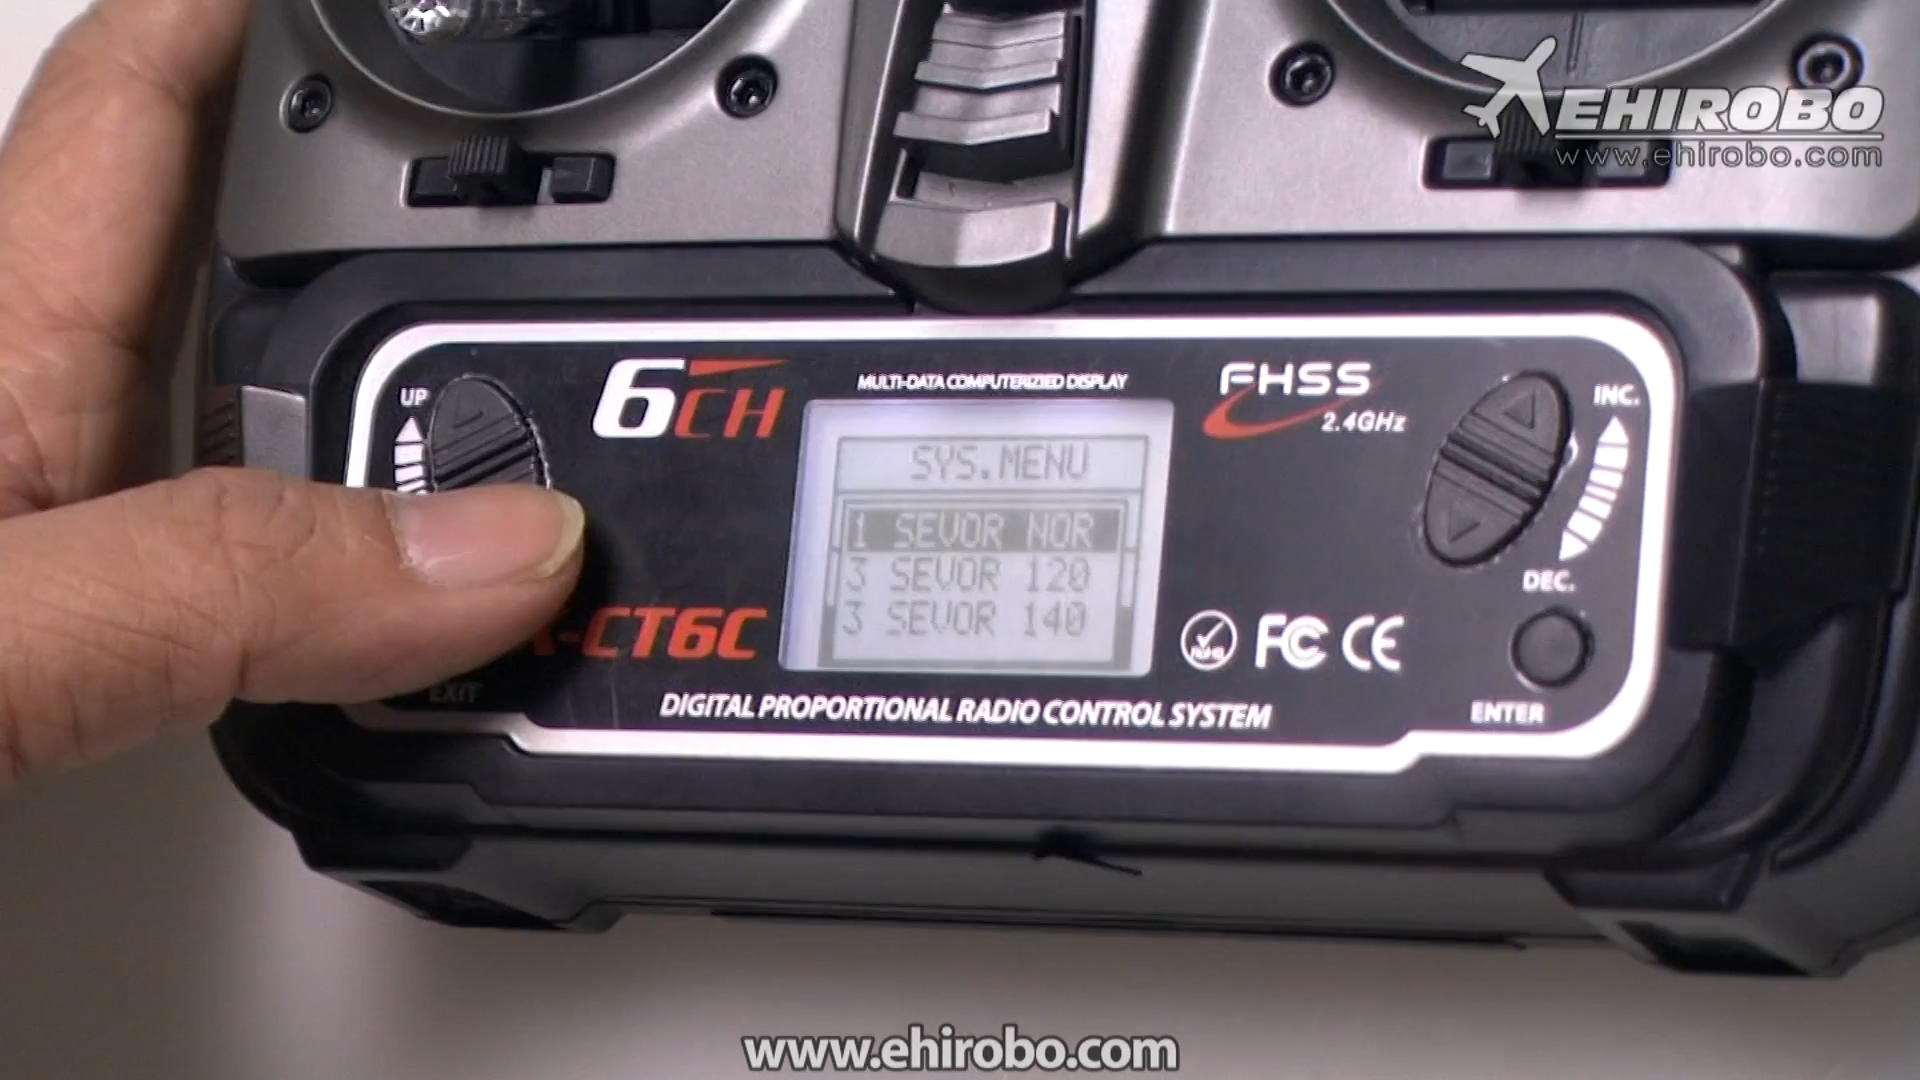 EHIROBO
www.ehirobo.com
UP
6CH
MULTI-DATA COMPUTERIZIED DISPLAY
FHSS
2.4GHz
INC.
SYS.MENU
1 SEVOR NOR
3 SEVOR 120
3 SEVOR 140
DEC.
-CT6C
RoHS
FC CE
EXIT
DIGITAL PROPORTIONAL RADIO CONTROL SYSTEM
ENTER
www.ehirobo.com